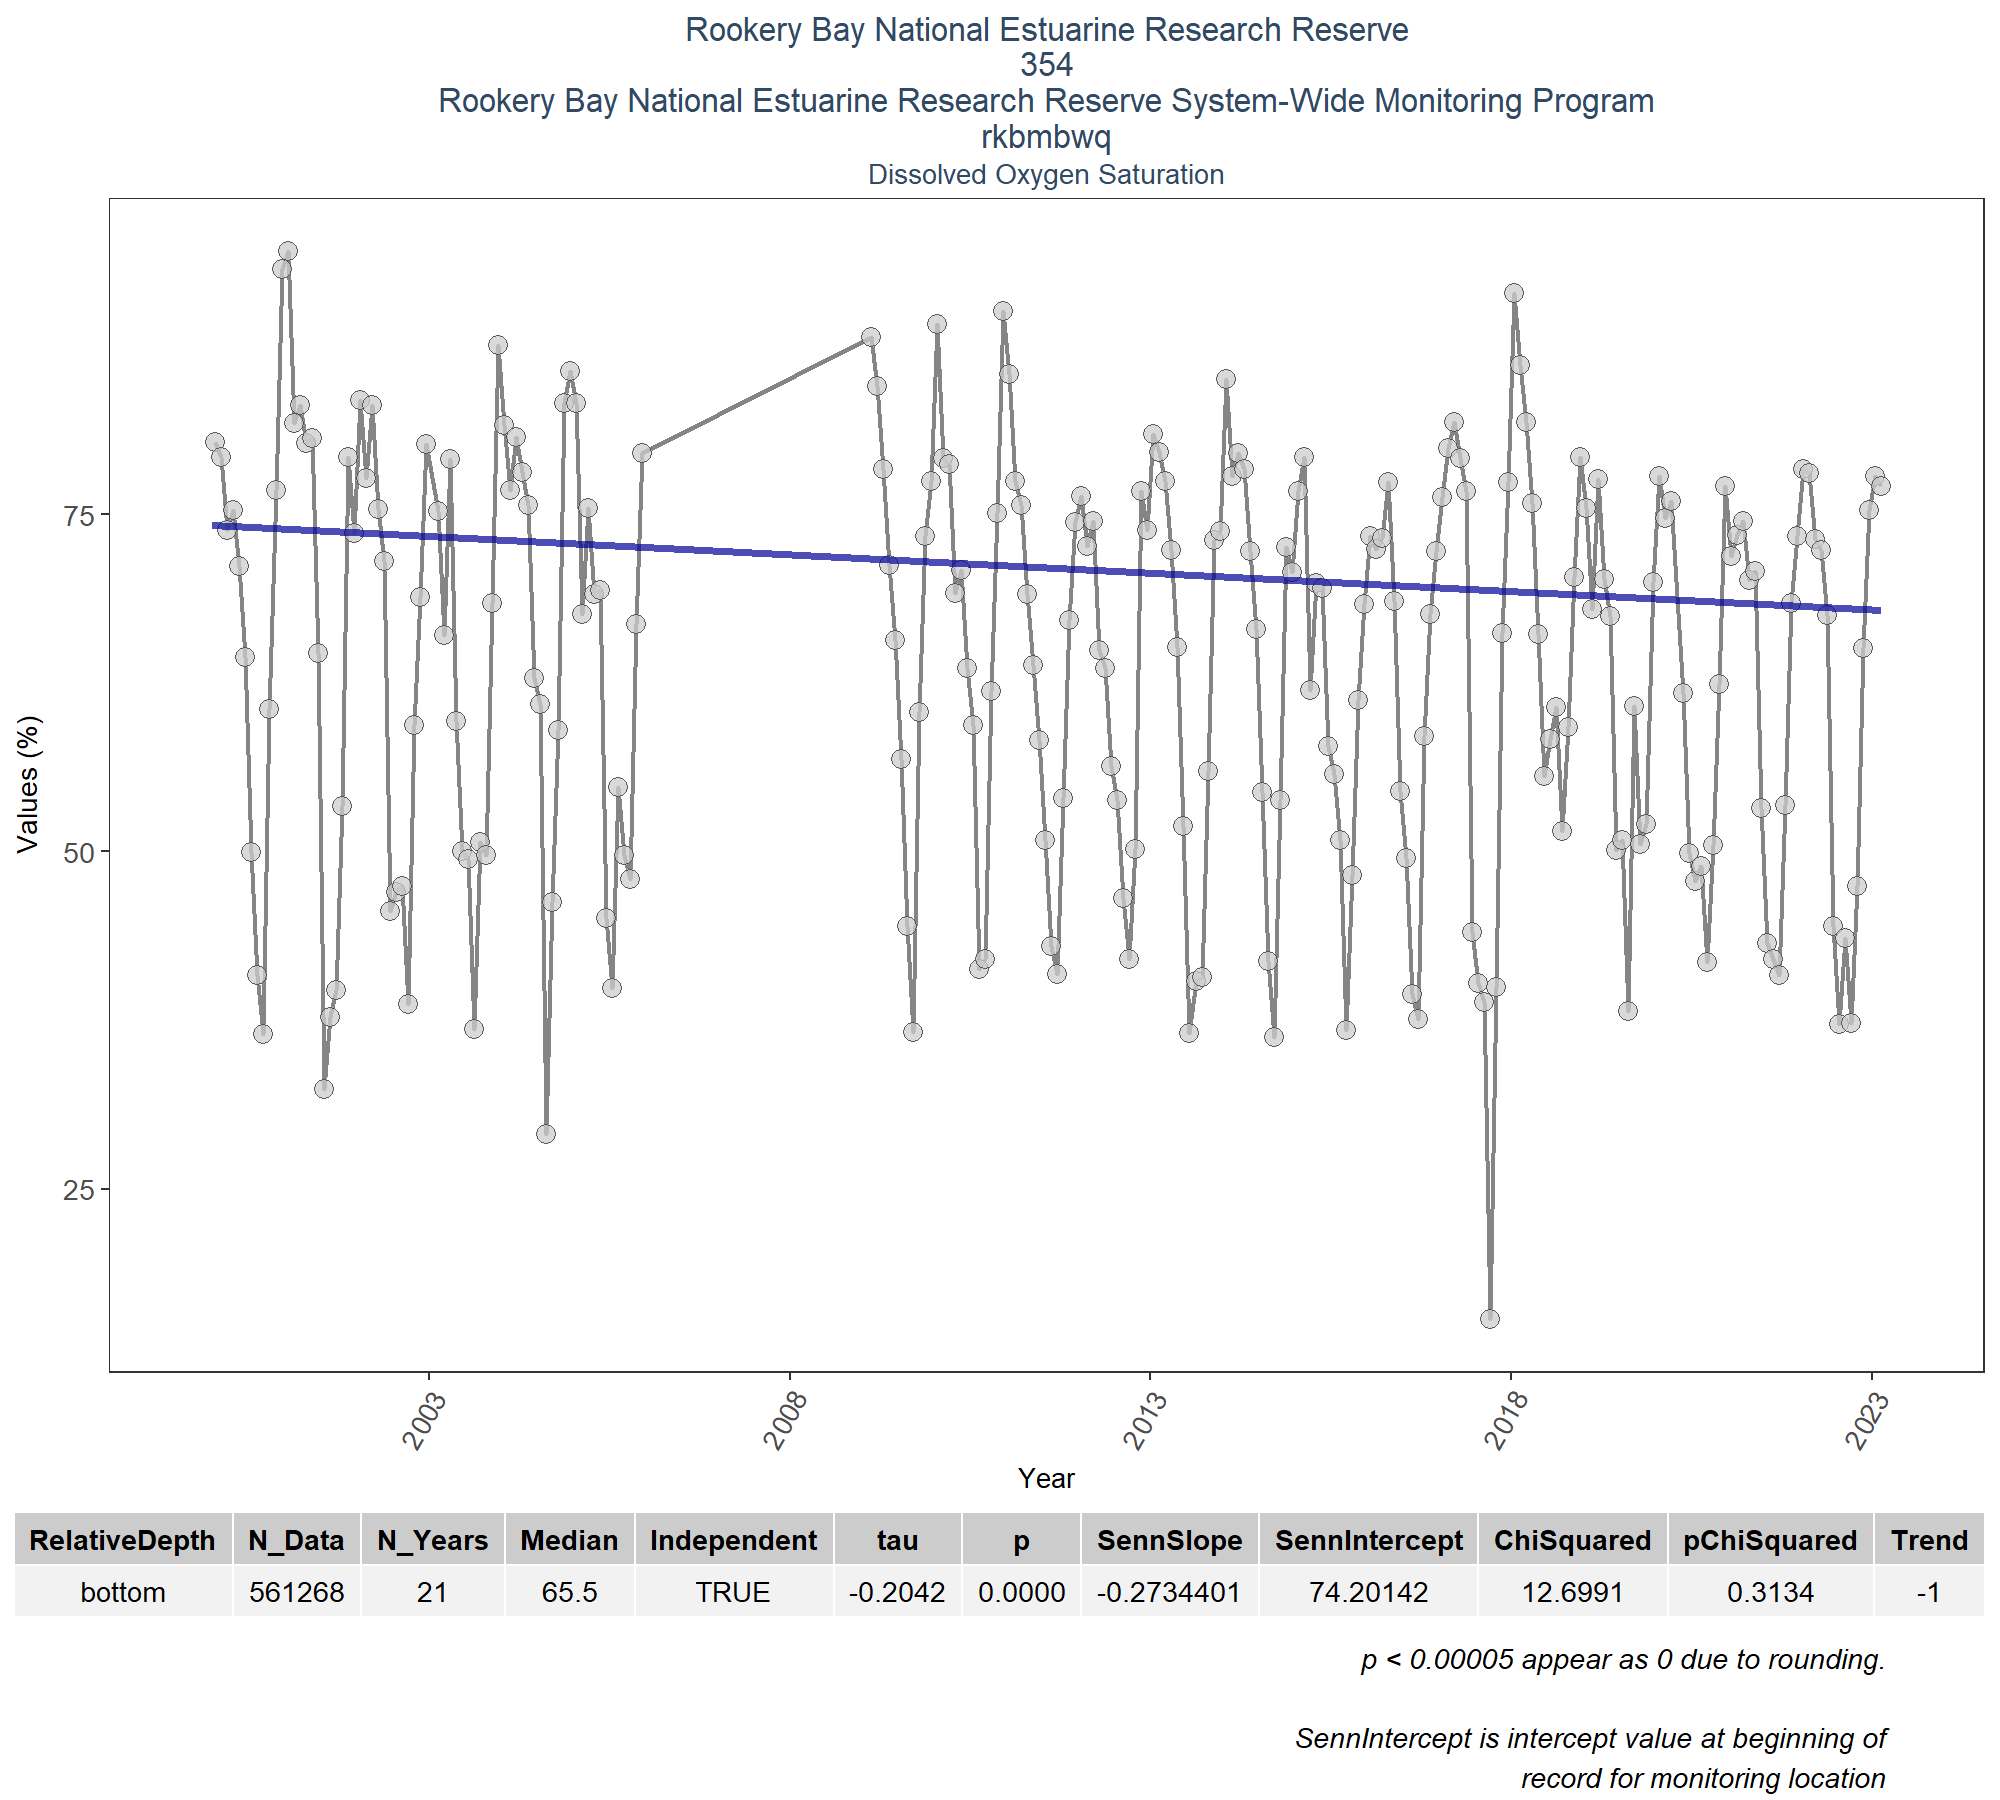 Rookery Bay National Estuarine Research Reserve
354
Rookery Bay National Estuarine Research Reserve System-Wide Monitoring Program
rkbmbwq
Dissolved Oxygen Saturation
Values (%)
75
50
25
2003
2008
2013
2018
2023
Year
RelativeDepth N_Data N_Years Median Independent tau p SennSlope SennIntercept ChiSquared pChiSquared Trend
bottom 561268 21 65.5 TRUE -0.2042 0.0000 -0.2734401 74.20142 12.6991 0.3134 -1
p < 0.00005 appear as 0 due to rounding.
SennIntercept is intercept value at beginning of
record for monitoring location